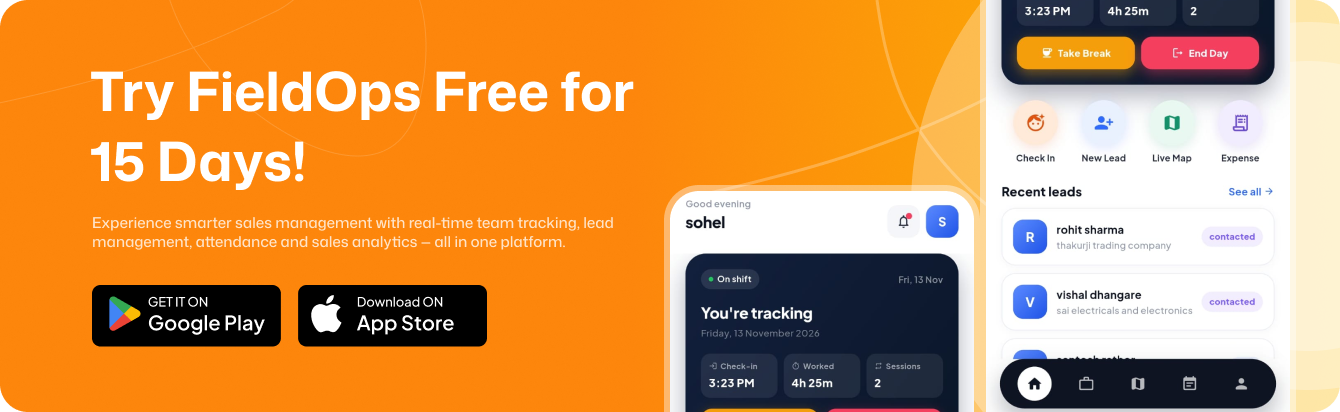 Try FieldOps Free for
15 Days!
Experience smarter sales management with real-time team tracking, lead
management, attendance and sales analytics – all in one platform.
GET IT ON
Google Play
Download ON
App Store
Good evening
sohel
S
On shift
Fri, 13 Nov
You're tracking
Friday, 13 November 2026
Check-in
Worked
Sessions
3:23 PM
4h 25m
2
3:23 PM
4h 25m
2
Take Break
End Day
Check In
New Lead
Live Map
Expense
Recent leads
See all →
R
rohit sharma
thakurji trading company
contacted
V
vishal dhangare
sai electricals and electronics
contacted